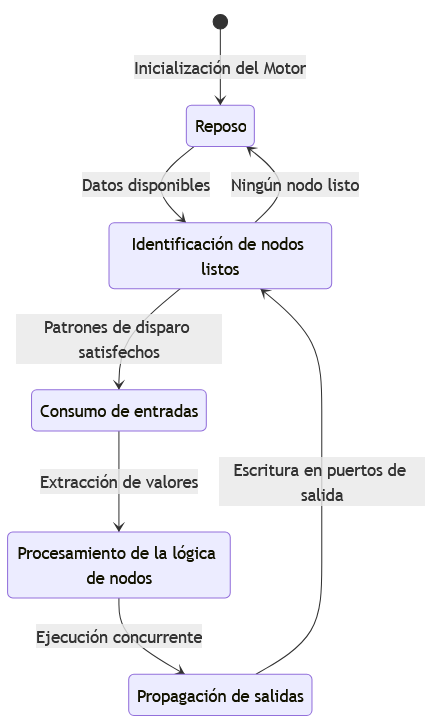 Inicialización del Motor
Reposo
Datos disponibles
Ningún nodo listo
Identificación de nodos
listos
Patrones de disparo
satisfechos
Consumo de entradas
Extracción de valores
Escritura en puertos de
salida
Procesamiento de la lógica
de nodos
Ejecución concurrente
Propagación de salidas